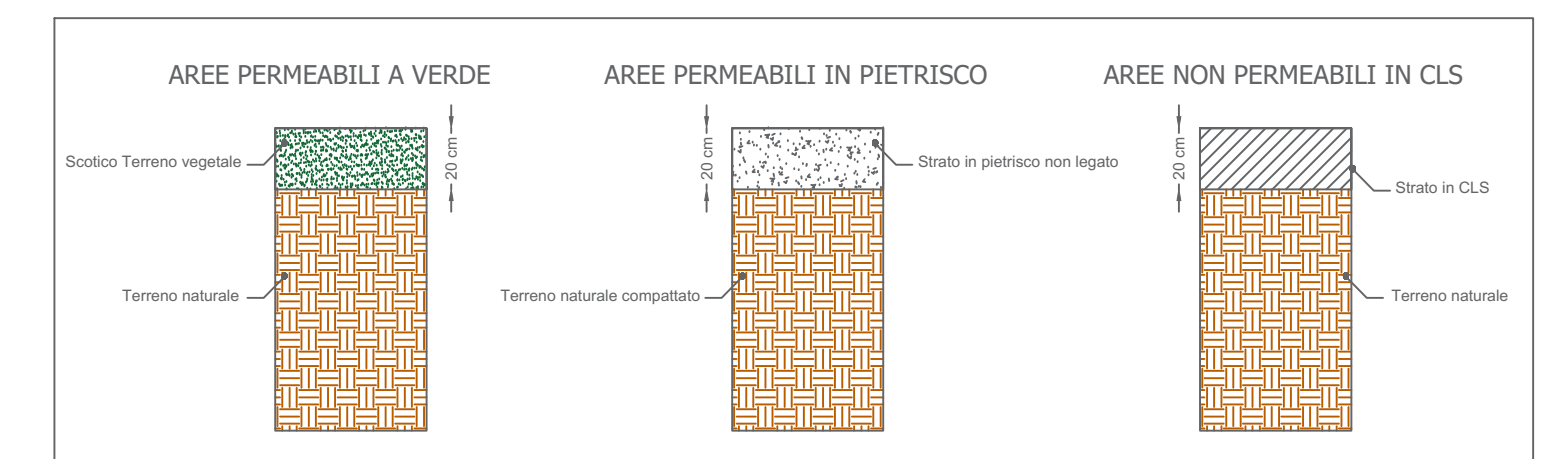 AREE PERMEABILI A VERDE
20 cm
Scotico Terreno vegetale
Terreno naturale
AREE PERMEABILI IN PIETRISCO
20 cm
Strato in pietrisco non legato
Terreno naturale compattato
AREE NON PERMEABILI IN CLS
20 cm
Strato in CLS
Terreno naturale